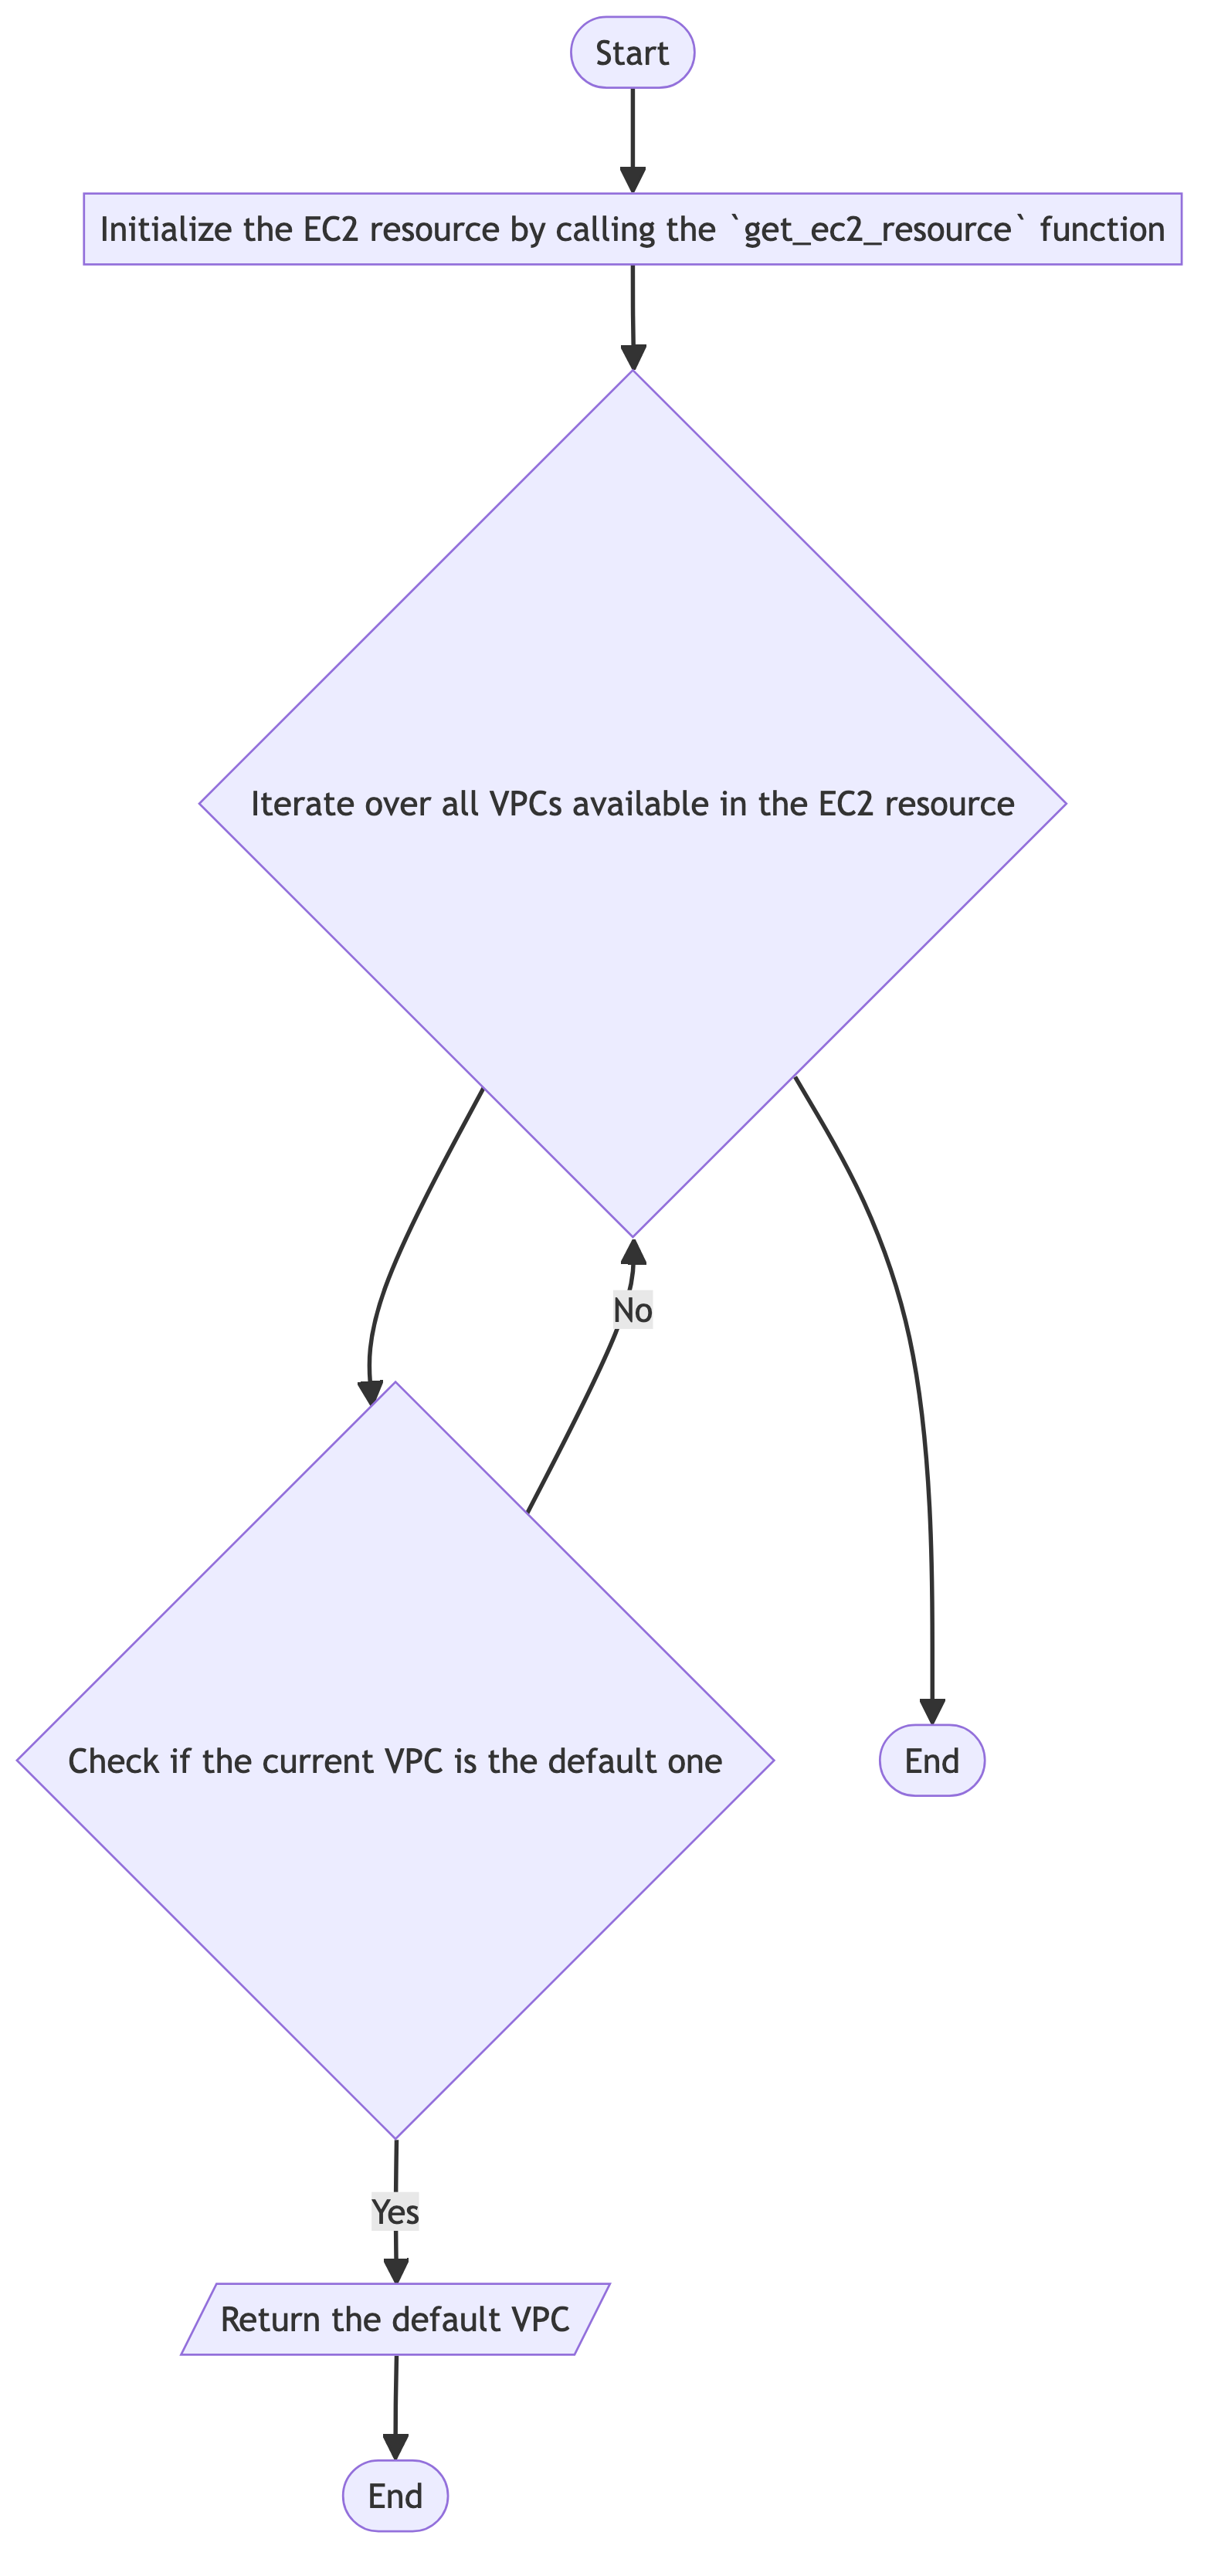 Start
Initialize the EC2 resource by calling the `get_ec2_resource` function
Iterate over all VPCs available in the EC2 resource
No
Check if the current VPC is the default one
End
Yes
Return the default VPC
End